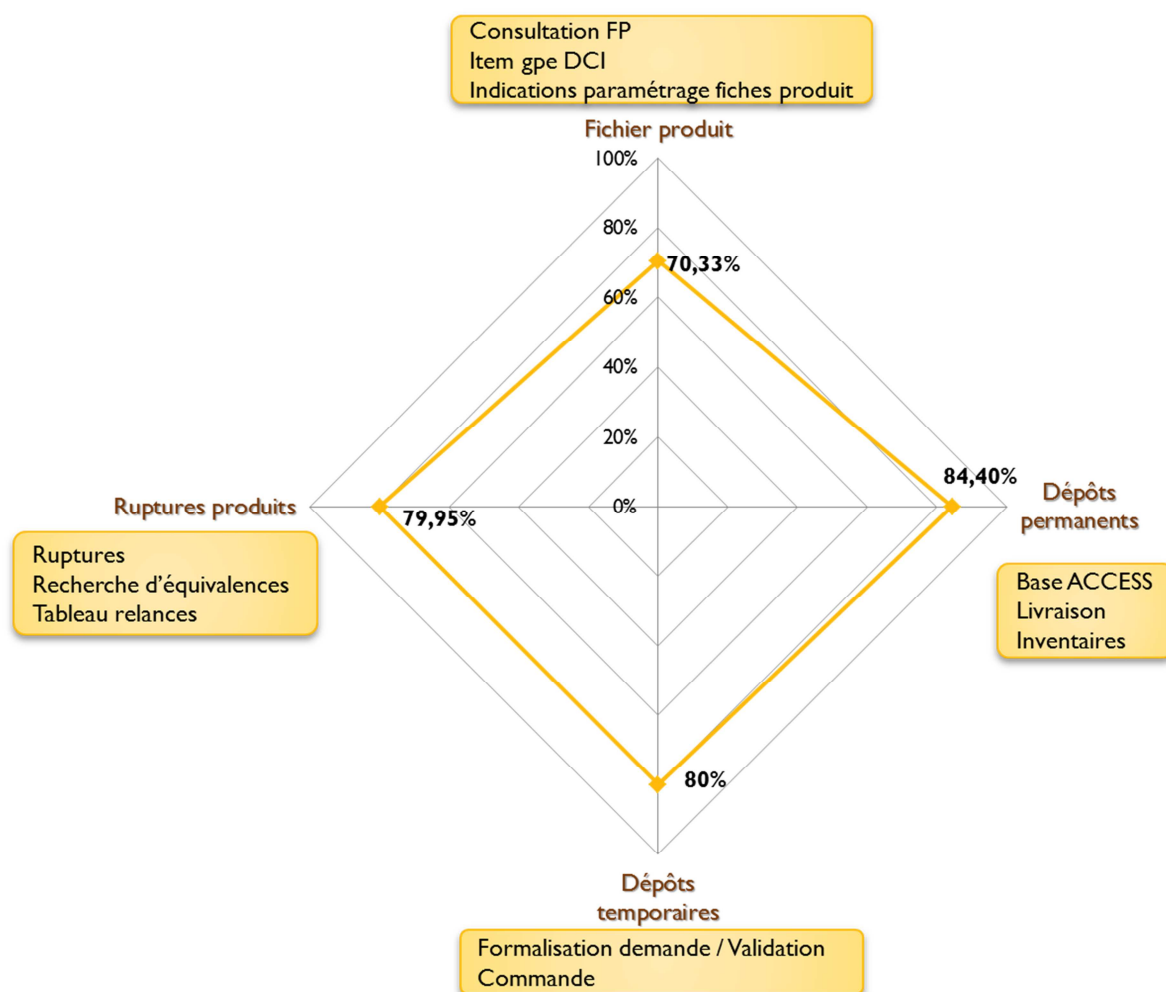 Consultation FP
Item gpe DCI
Indications paramétrage fiches produit
Fichier produit
100%
80%
70,33%
60%
40%
20%
0%
84,40%
Dépôts
permanents
Base ACCESS
Livraison
Inventaires
Ruptures produits
79,95%
Ruptures
Recherche d'équivalences
Tableau relances
80%
Dépôts
temporaires
Formalisation demande / Validation
Commande